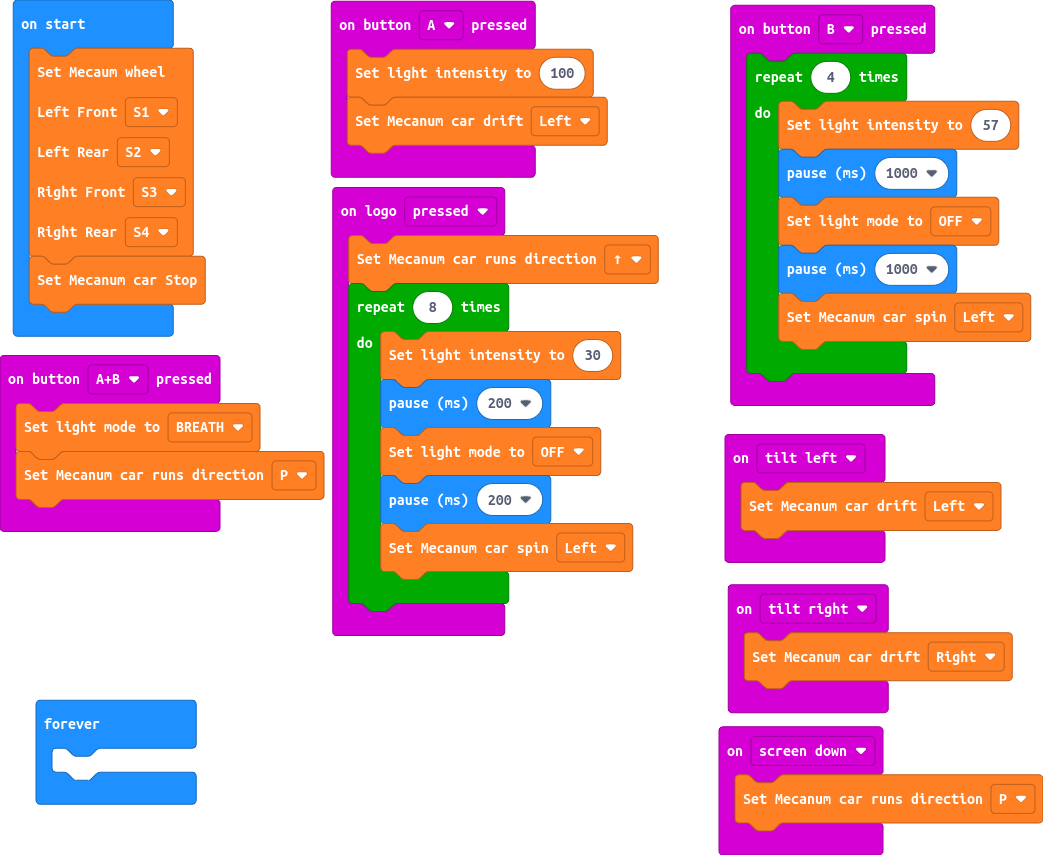 on start
Set Mecaum wheel
Left Front S1
Left Rear S2
Right Front S3
Right Rear S4
Set Mecanum car Stop
on button A+B pressed
Set light mode to BREATH
Set Mecanum car runs direction P
forever
on button A pressed
Set light intensity to 100
Set Mecanum car drift Left
on logo pressed
Set Mecanum car runs direction ↑
repeat 8 times
do
Set light intensity to 30
pause (ms) 200
Set light mode to OFF
pause (ms) 200
Set Mecanum car spin Left
on button B pressed
repeat 4 times
do
Set light intensity to 57
pause (ms) 1000
Set light mode to OFF
pause (ms) 1000
Set Mecanum car spin Left
on tilt left
Set Mecanum car drift Left
on tilt right
Set Mecanum car drift Right
on screen down
Set Mecanum car runs direction P